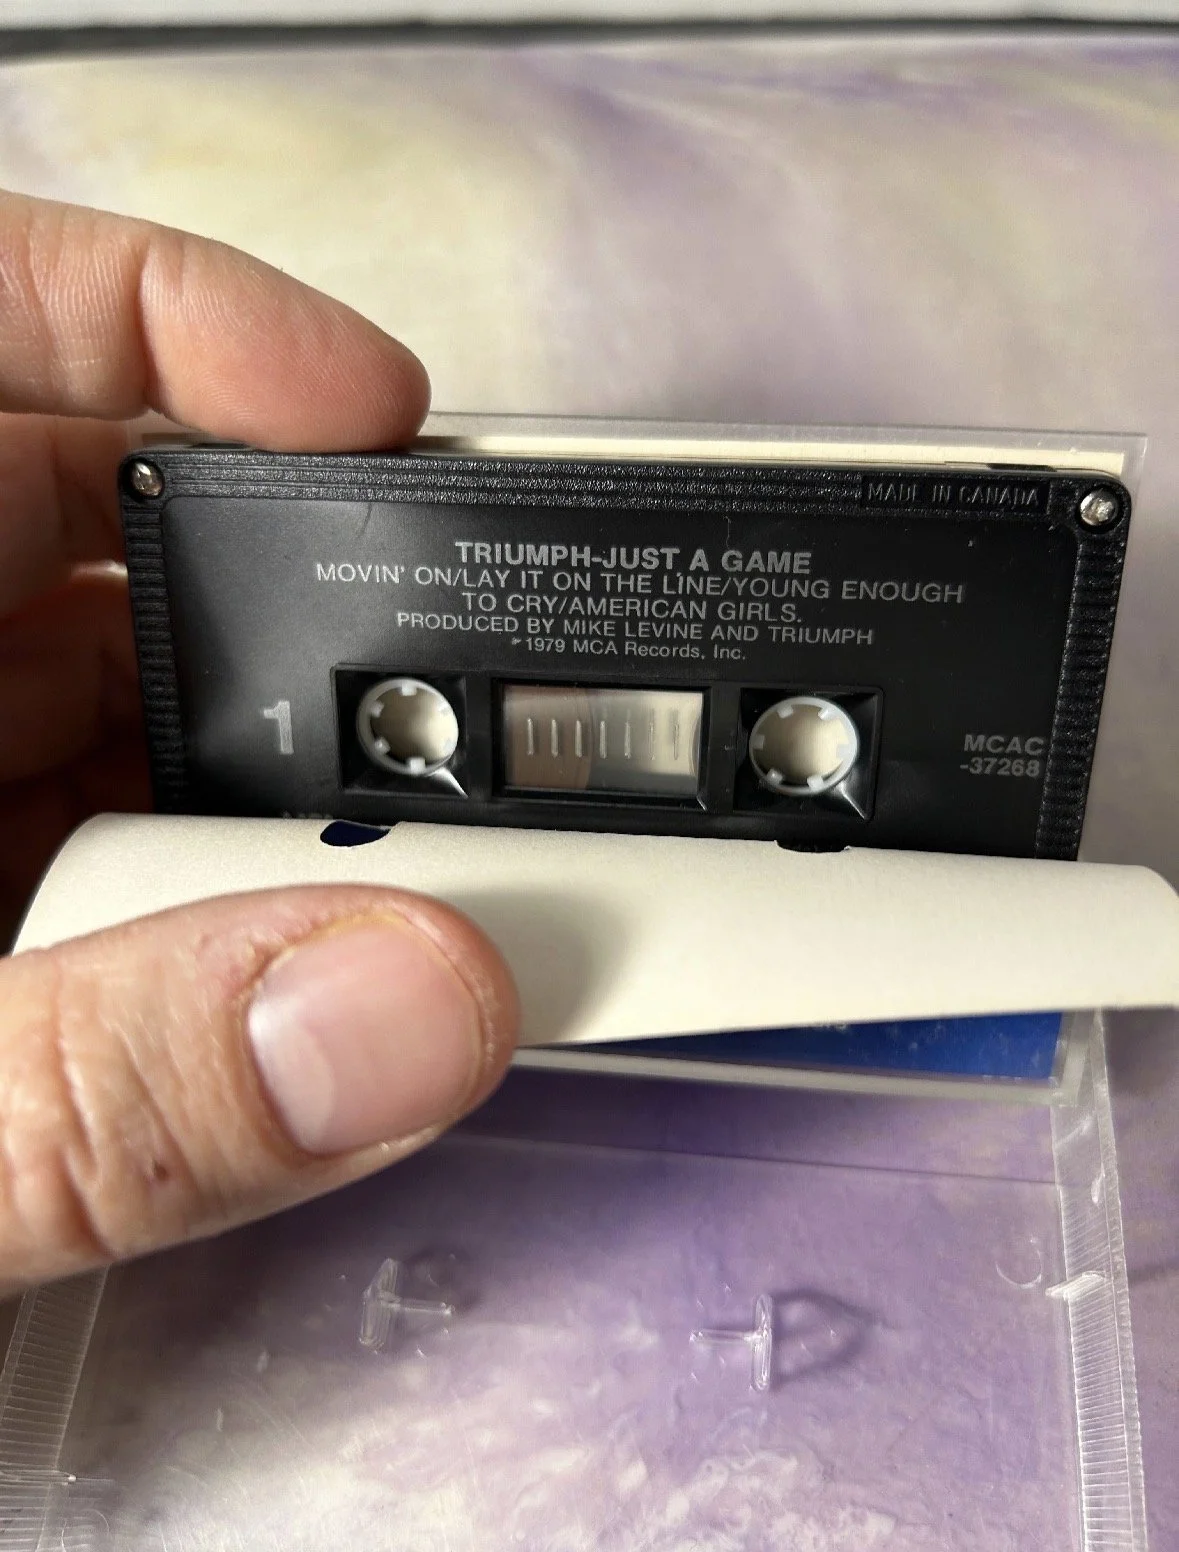 MADE IN CANADA
TRIUMPH-JUST A GAME
MOVIN' ON/LAY IT ON THE LINE/YOUNG ENOUGH
TO CRY/AMERICAN GIRLS.
PRODUCED BY MIKE LEVINE AND TRIUMPH
℗1979 MCA Records, Inc.
1
MCAC
-37268